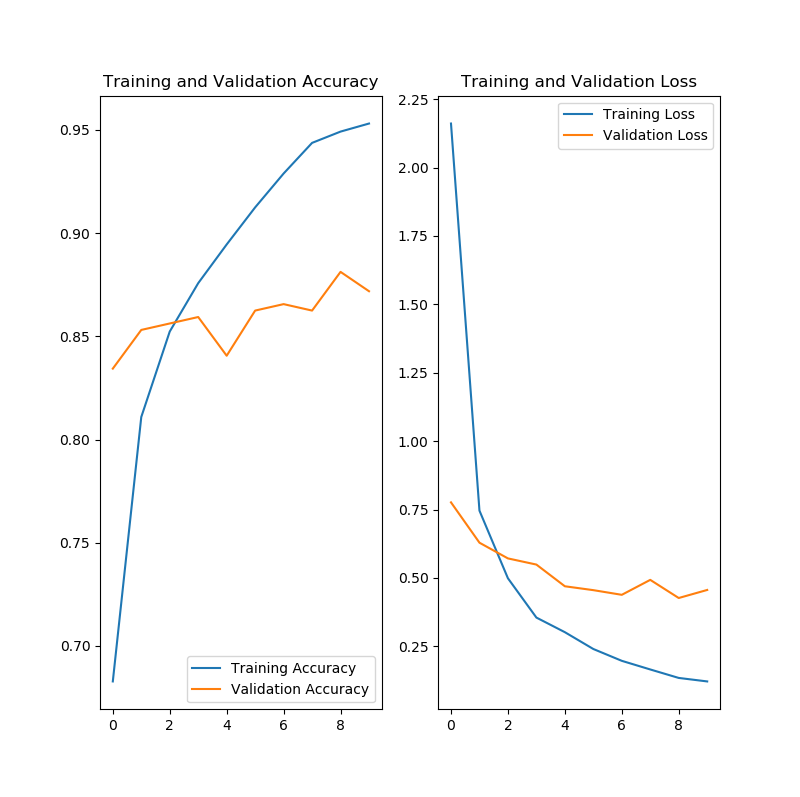 Training and Validation Accuracy
0.95
0.90
0.85
0.80
0.75
0.70
Training Accuracy
Validation Accuracy
0 2 4 6 8
Training and Validation Loss
2.25
2.00
1.75
1.50
1.25
1.00
0.75
0.50
0.25
Training Loss
Validation Loss
0 2 4 6 8